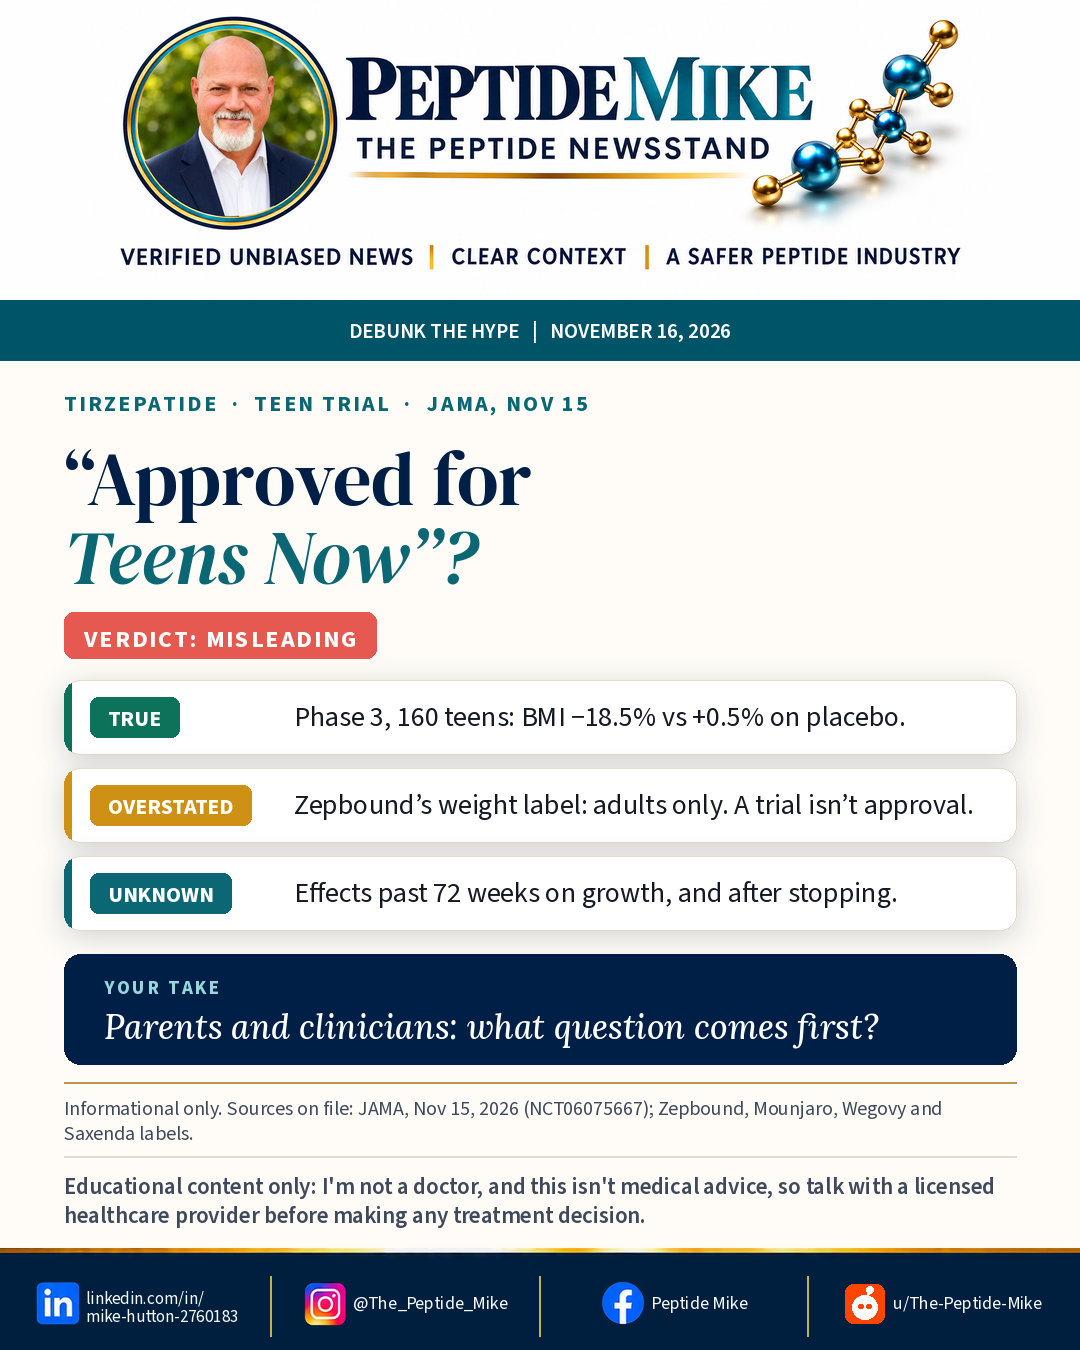 PEPTIDEMIKE
THE PEPTIDE NEWSSTAND
VERIFIED UNBIASED NEWS | CLEAR CONTEXT | A SAFER PEPTIDE INDUSTRY
DEBUNK THE HYPE | NOVEMBER 16, 2026
TIRZEPATIDE · TEEN TRIAL · JAMA, NOV 15
“Approved for
Teens Now”?
VERDICT: MISLEADING
TRUE Phase 3, 160 teens: BMI −18.5% vs +0.5% on placebo.
OVERSTATED Zepbound’s weight label: adults only. A trial isn’t approval.
UNKNOWN Effects past 72 weeks on growth, and after stopping.
YOUR TAKE
Parents and clinicians: what question comes first?
Informational only. Sources on file: JAMA, Nov 15, 2026 (NCT06075667); Zepbound, Mounjaro, Wegovy and
Saxenda labels.
Educational content only: I'm not a doctor, and this isn't medical advice, so talk with a licensed
healthcare provider before making any treatment decision.
in linkedin.com/in/
mike-hutton-2760183
@The_Peptide_Mike
Peptide Mike
u/The-Peptide-Mike